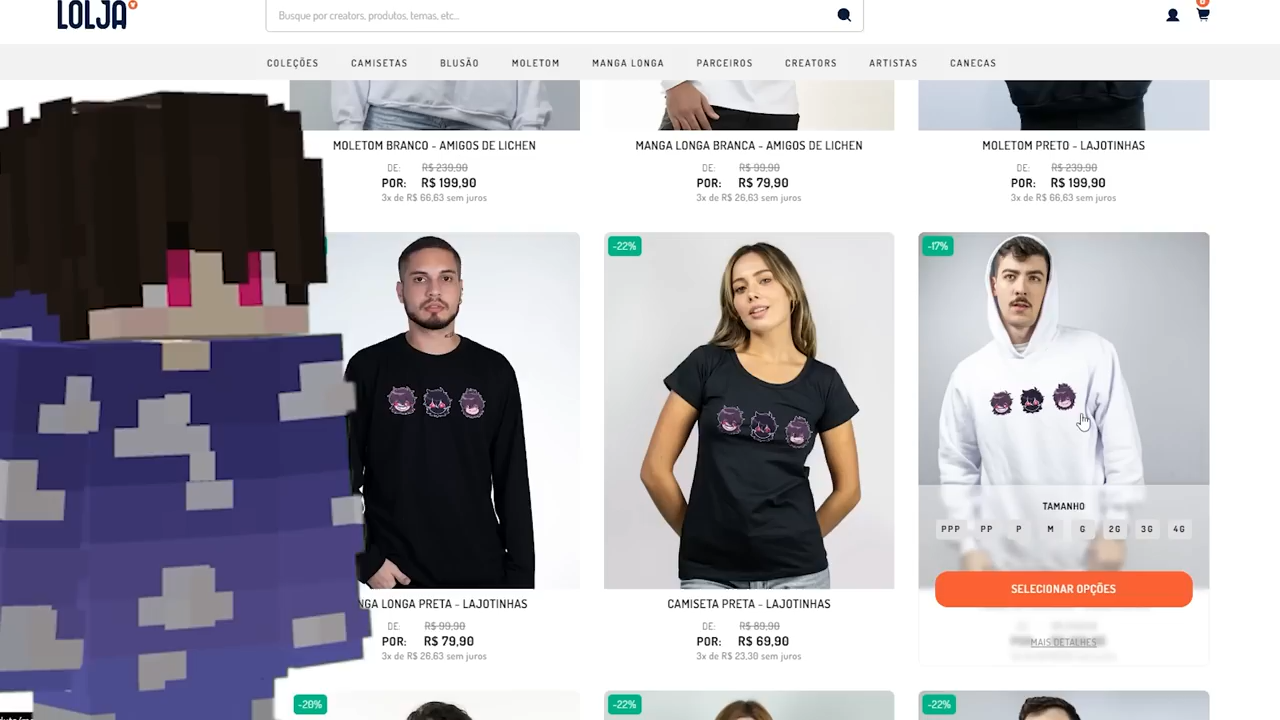 LOLJA
0
Busque por creators, produtos, temas, etc...
COLEÇÕES CAMISETAS BLUSÃO MOLETOM MANGA LONGA PARCEIROS CREATORS ARTISTAS CANECAS
MOLETOM BRANCO - AMIGOS DE LICHEN
DE: R$ 239,90
POR: R$ 199,90
3x de R$ 66,63 sem juros
MANGA LONGA BRANCA - AMIGOS DE LICHEN
DE: R$ 99,90
POR: R$ 79,90
3x de R$ 26,63 sem juros
MOLETOM PRETO - LAJOTINHAS
DE: R$ 239,90
POR: R$ 199,90
3x de R$ 66,63 sem juros
NGA LONGA PRETA - LAJOTINHAS
DE: R$ 99,90
POR: R$ 79,90
3x de R$ 26,63 sem juros
-22%
CAMISETA PRETA - LAJOTINHAS
DE: R$ 89,90
POR: R$ 69,90
3x de R$ 23,30 sem juros
-17%
TAMANHO
PPP PP P M G 2G 3G 4G
SELECIONAR OPÇÕES
MAIS DETALHES
-20%
-22%
-22%